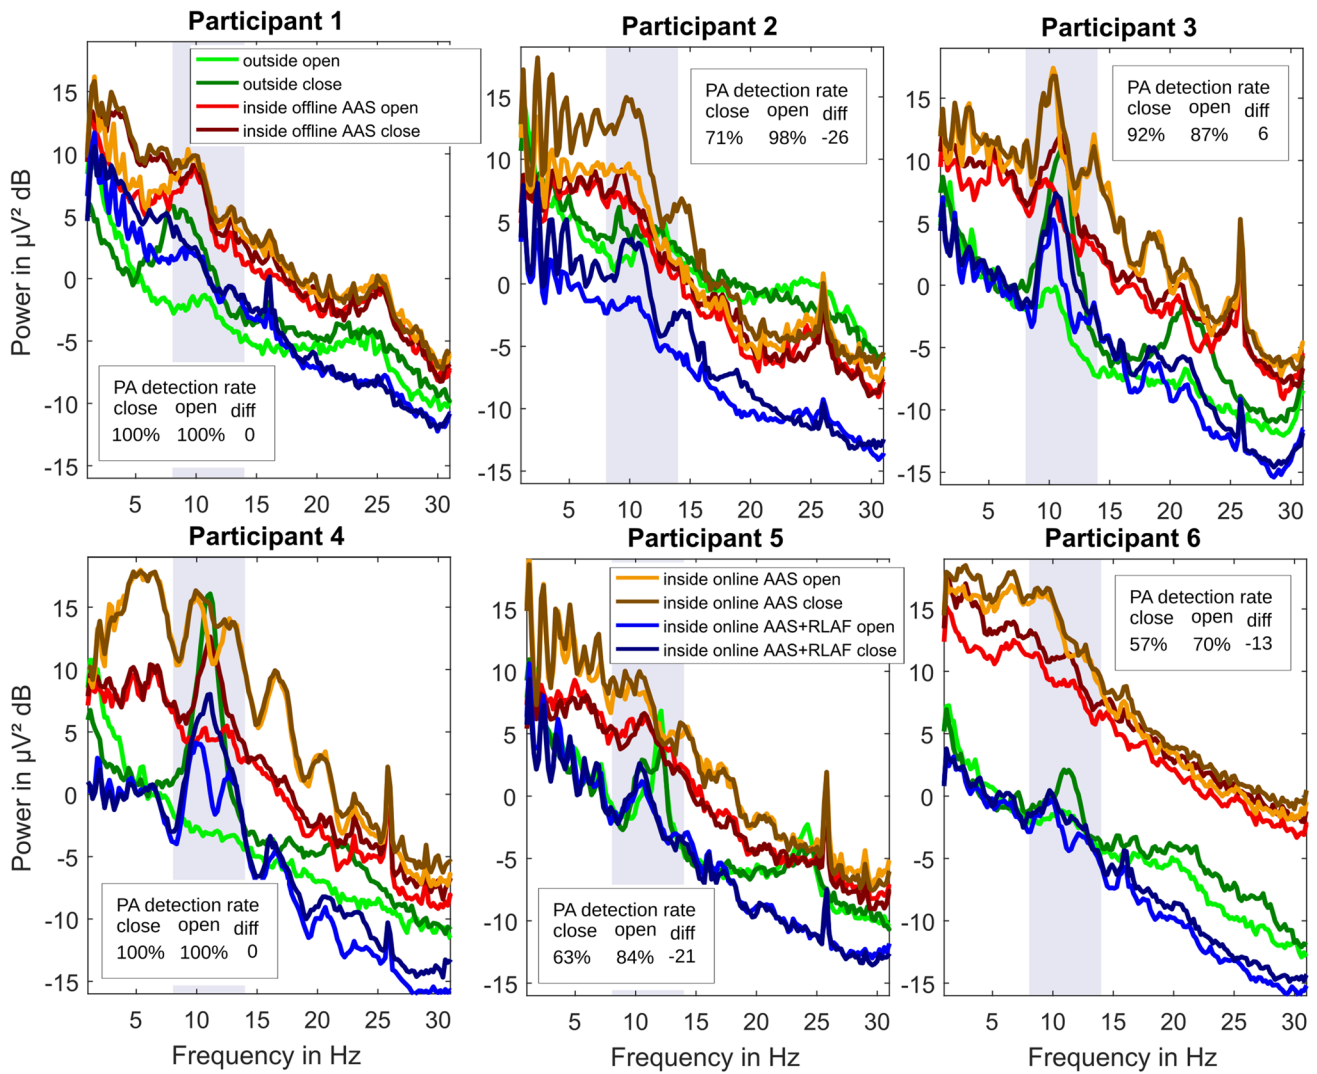 Participant 1
Participant 2
Participant 3
outside open
outside close
inside offline AAS open
inside offline AAS close
PA detection rate
close open diff
71% 98% -26
PA detection rate
close open diff
92% 87% 6
PA detection rate
close open diff
100% 100% 0
Power in µV² dB
15
10
5
0
-5
-10
-15
5 10 15 20 25 30
15
10
5
0
-5
-10
-15
5 10 15 20 25 30
15
10
5
0
-5
-10
-15
5 10 15 20 25 30
Participant 4
Participant 5
Participant 6
inside online AAS open
inside online AAS close
inside online AAS+RLAF open
inside online AAS+RLAF close
PA detection rate
close open diff
57% 70% -13
PA detection rate
close open diff
100% 100% 0
PA detection rate
close open diff
63% 84% -21
Power in µV² dB
15
10
5
0
-5
-10
-15
5 10 15 20 25 30
15
10
5
0
-5
-10
-15
5 10 15 20 25 30
15
10
5
0
-5
-10
-15
5 10 15 20 25 30
Frequency in Hz
Frequency in Hz
Frequency in Hz